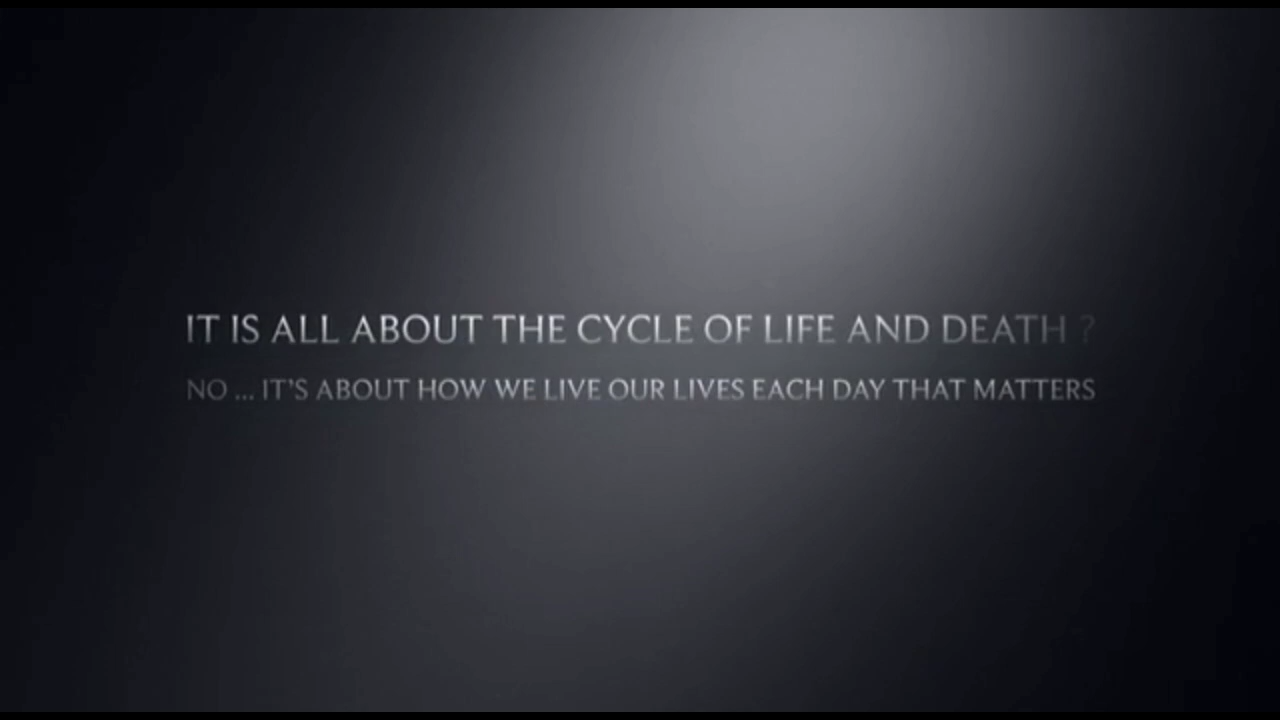 IT IS ALL ABOUT THE CYCLE OF LIFE AND DEATH ?
NO ... IT'S ABOUT HOW WE LIVE OUR LIVES EACH DAY THAT MATTERS